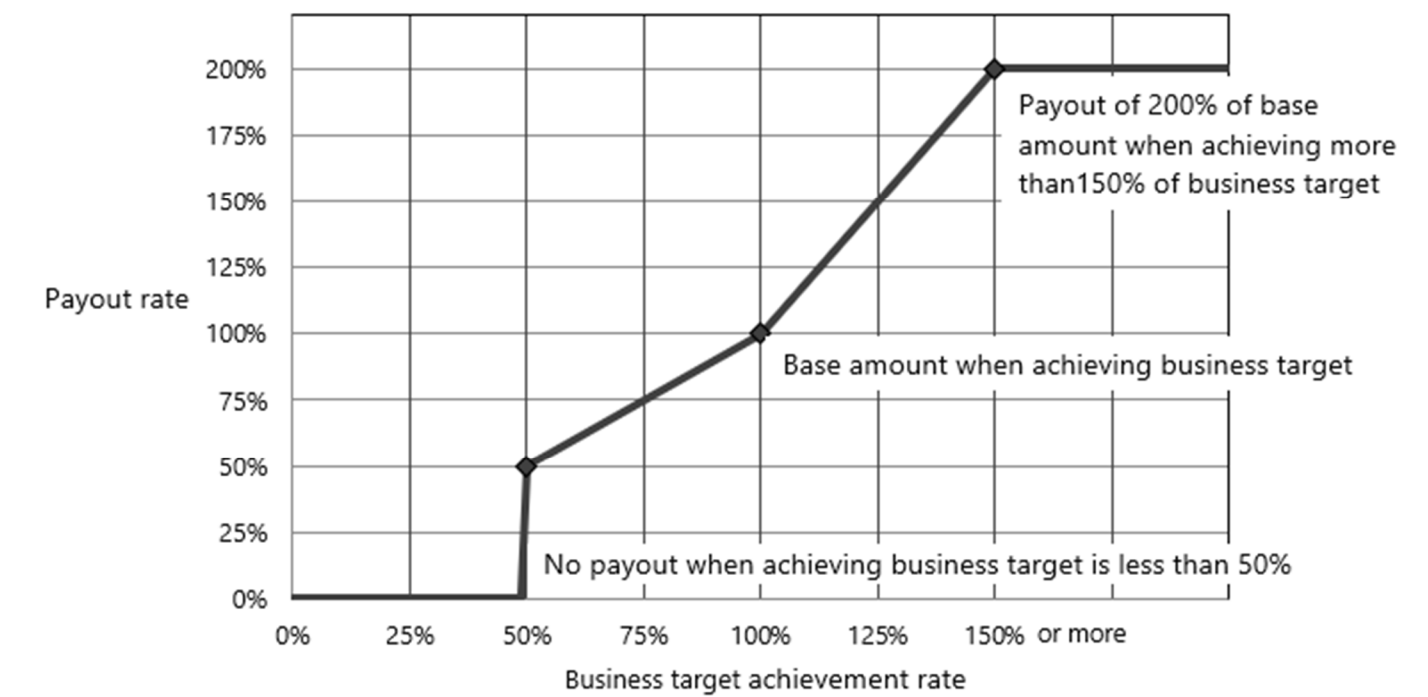 200%
Payout of 200% of base
amount when achieving more
than150% of business target
175%
150%
125%
Payout rate
100%
Base amount when achieving business target
75%
50%
25%
No payout when achieving business target is less than 50%
0%
0% 25% 50% 75% 100% 125% 150% or more
Business target achievement rate